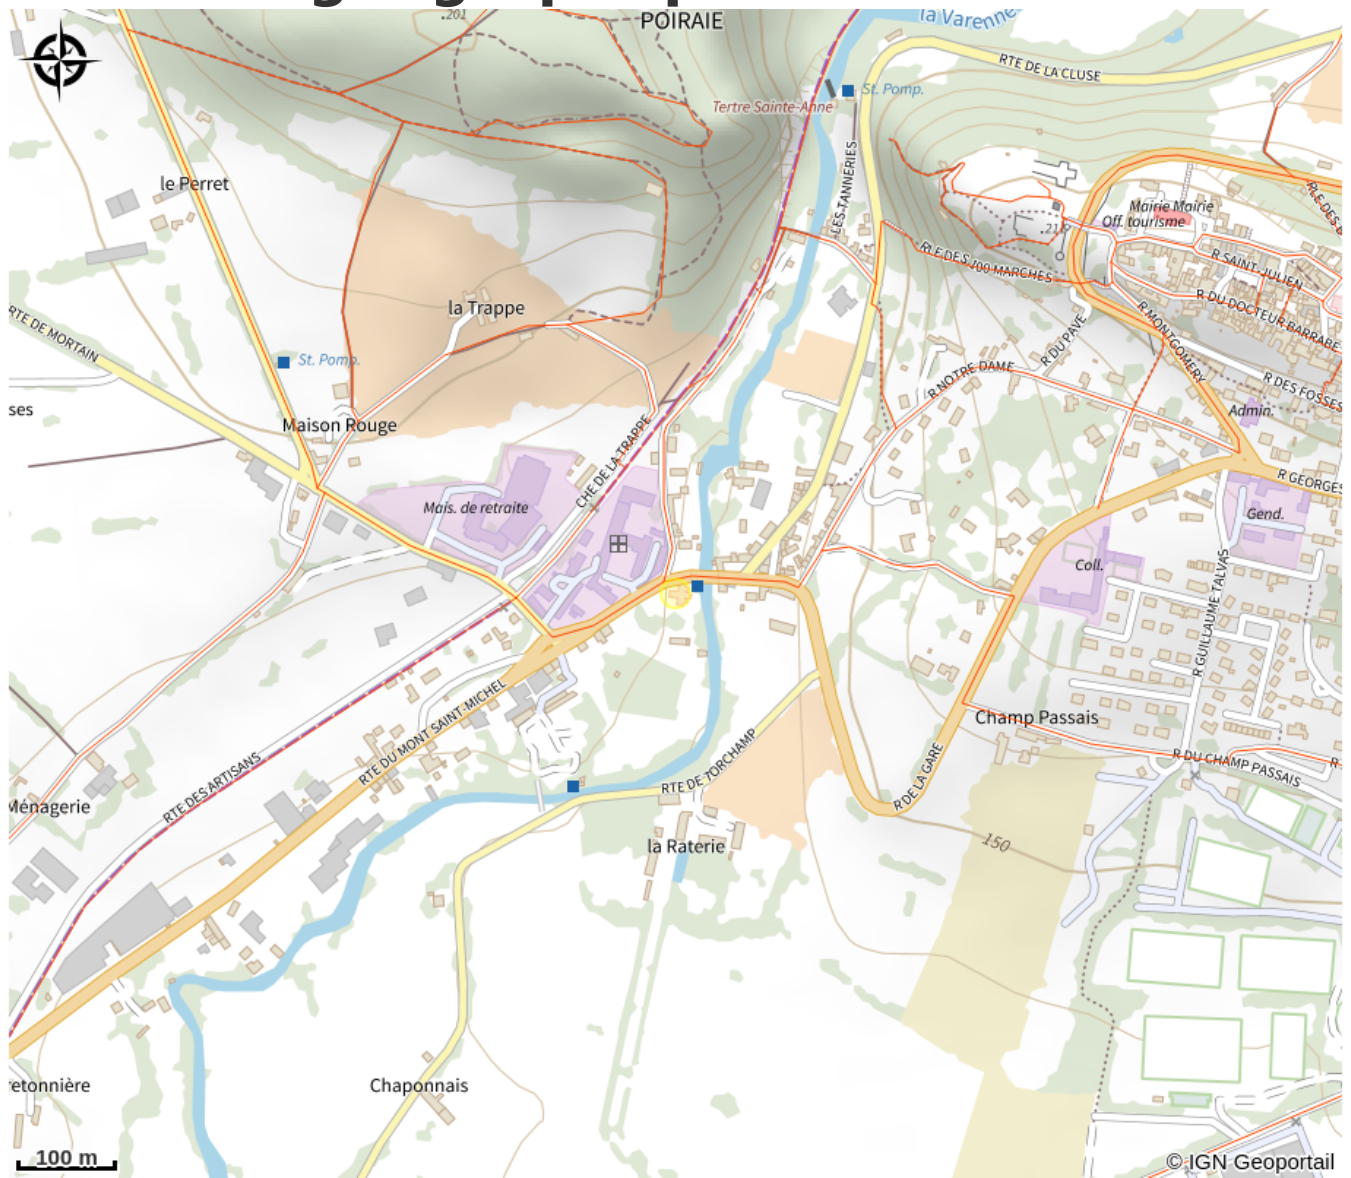 POIRAIE
201
la Varenne
RTE DE LA CLUSE
St. Pomp.
Tertre Sainte-Anne
LES TANNERIES
le Perret
Mairie Mairie
Off. tourisme
21
RLE DES 100 MARCHES
R SAINT-JULIEN
R DU DOCTEUR BARRABE
la Trappe
RTE DE MORTAIN
St. Pomp.
R DU PAVE
R MONTGOMERY
R NOTRE DAME
R DES FOSSES
ses
Maison Rouge
Admin.
CHE DE LA TRAPPE
R GEORGES
Mais. de retraite
Gend.
Coll.
R GUILLAUME TALVAS
RTE DU MONT SAINT-MICHEL
Champ Passais
RTE DES ARTISANS
RTE DE TORCHAMP
R DE LA GARE
R DU CHAMP PASSAIS
R
Ménagerie
la Raterie
150
etonnière
Chaponnais
100 m
© IGN Geoportail